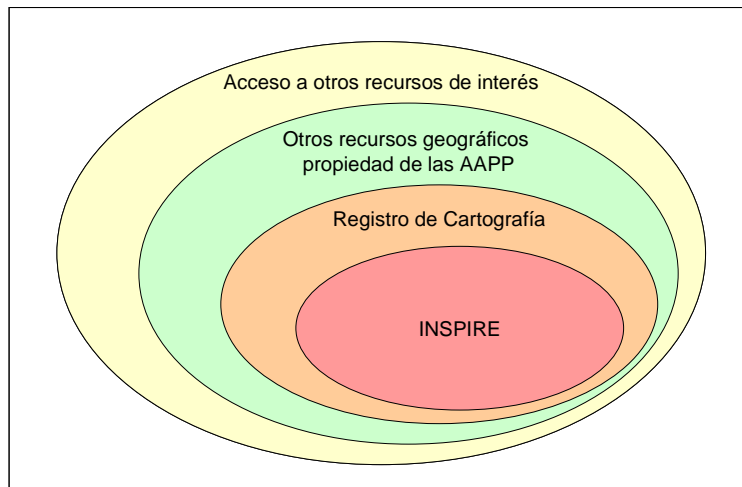 Acceso a otros recursos de interés
Otros recursos geográficos
propiedad de las AAPP
Registro de Cartografía
INSPIRE